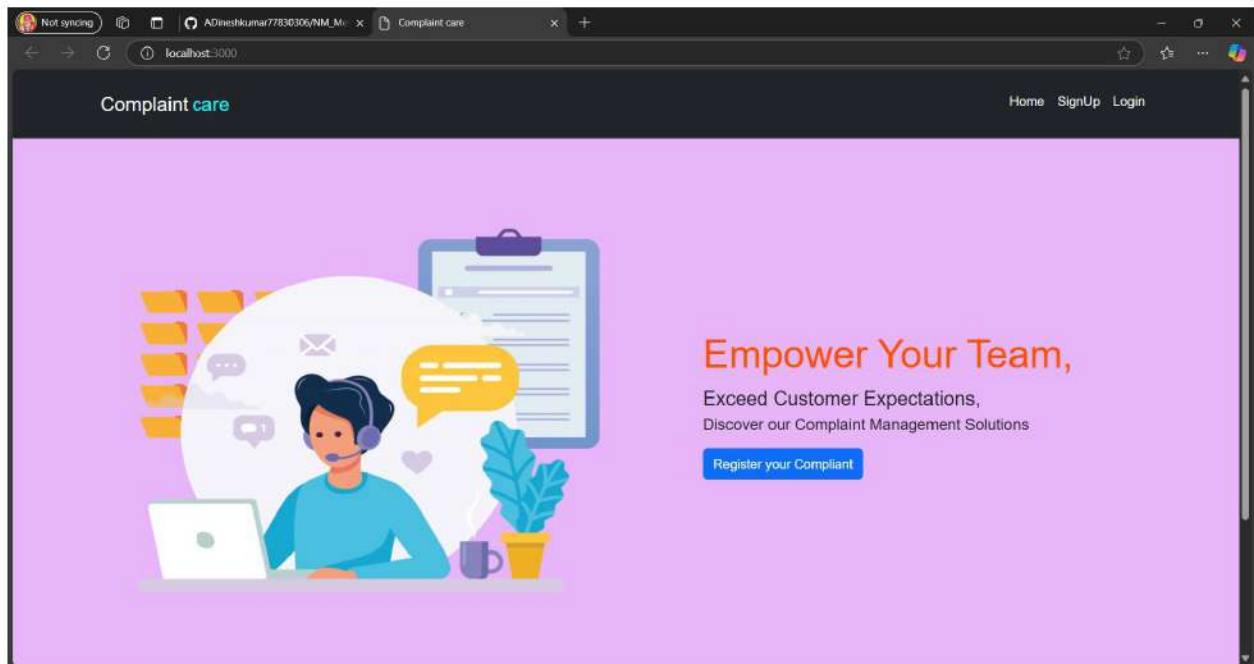 Not syncing
ADineshkumar77830306/NM_Me
Complaint care
localhost:3000
Complaint care
Home SignUp Login
Empower Your Team,
Exceed Customer Expectations,
Discover our Complaint Management Solutions
Register your Compliant